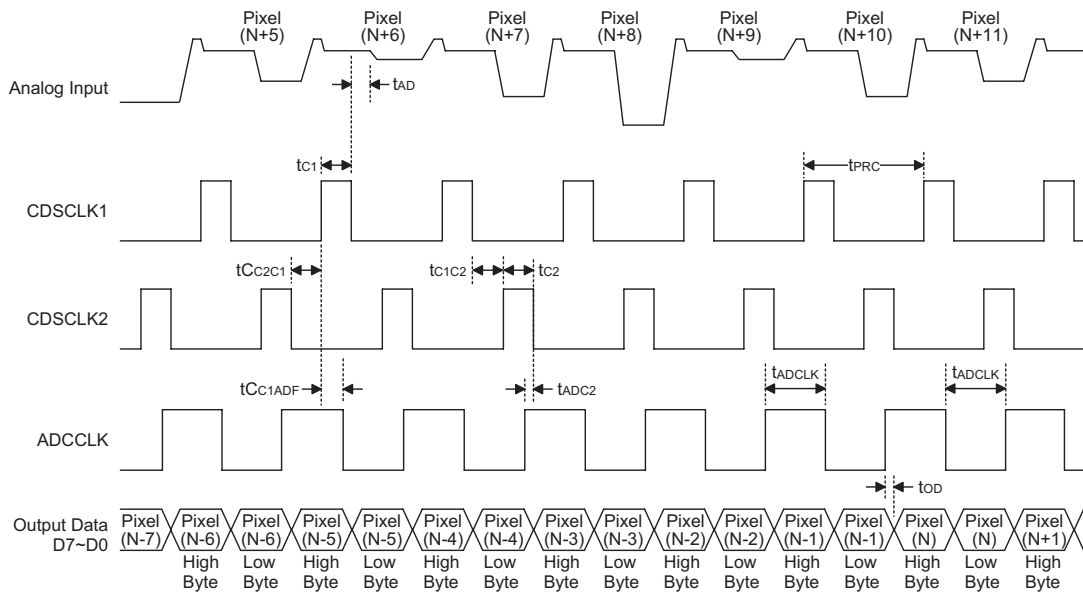 Pixel (N+5) Pixel (N+6) Pixel (N+7) Pixel (N+8) Pixel (N+9) Pixel (N+10) Pixel (N+11)
Analog Input
tAD
tC1
tPRC
CDSCLK1
tCC2C1
tC1C2
tC2
CDSCLK2
tCC1ADF
tADC2
tADCLK
tADCLK
ADCCLK
tOD
Output Data
D7~D0
Pixel Pixel Pixel Pixel Pixel Pixel Pixel Pixel Pixel Pixel Pixel Pixel Pixel Pixel Pixel Pixel
(N-7) (N-6) (N-6) (N-5) (N-5) (N-4) (N-4) (N-3) (N-3) (N-2) (N-2) (N-1) (N-1) (N) (N) (N+1)
High Low High Low High Low High Low High Low High Low High Low High
Byte Byte Byte Byte Byte Byte Byte Byte Byte Byte Byte Byte Byte Byte Byte